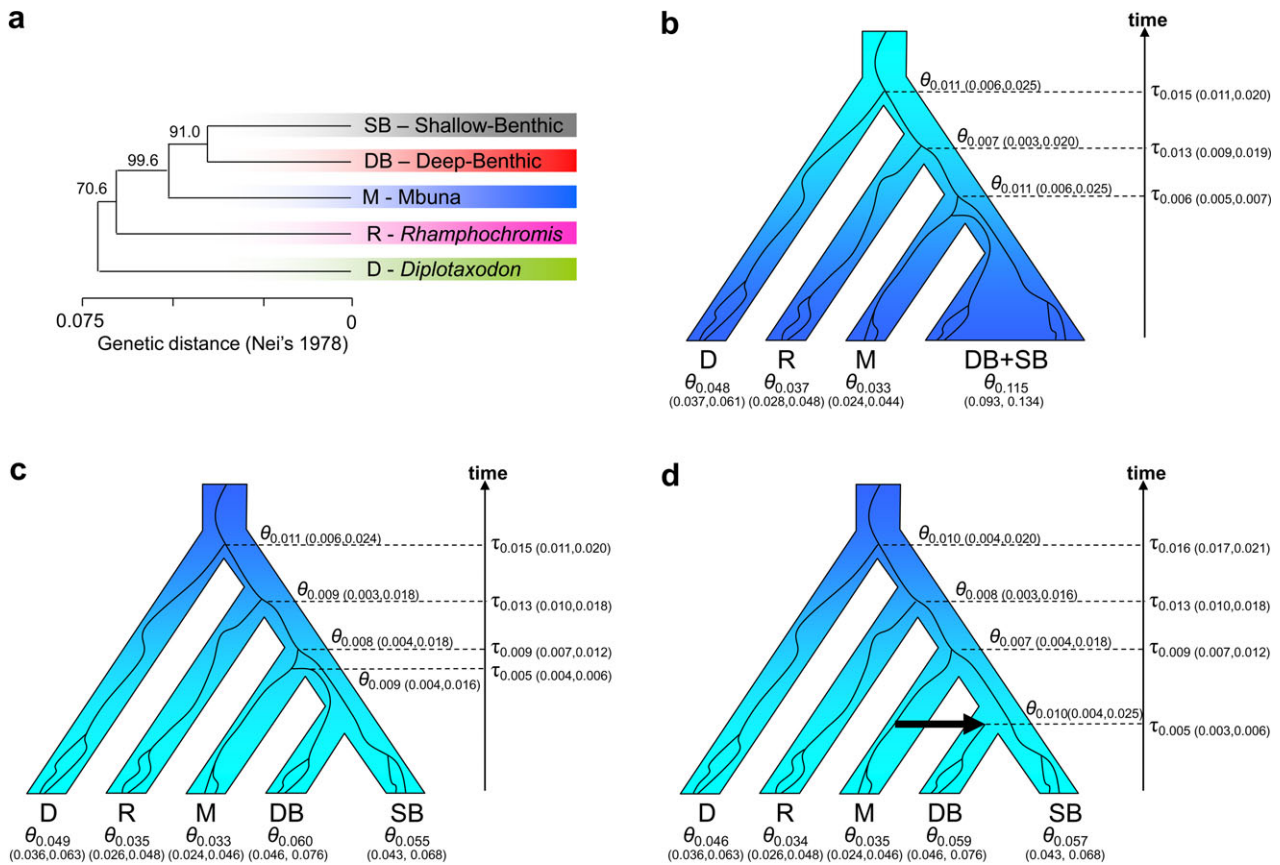 a
91.0
99.6
70.6
SB – Shallow-Benthic
DB – Deep-Benthic
M - Mbuna
R - Rhamphochromis
D - Diplotaxodon
0.075
0
Genetic distance (Nei's 1978)
b
time
θ0.011 (0.006,0.025)
τ0.015 (0.011,0.020)
θ0.007 (0.003,0.020)
τ0.013 (0.009,0.019)
θ0.011 (0.006,0.025)
τ0.006 (0.005,0.007)
D R M DB+SB
θ0.048 θ0.037 θ0.033 θ0.115
(0.037,0.061) (0.028,0.048) (0.024,0.044) (0.093, 0.134)
c
time
θ0.011 (0.006,0.024)
τ0.015 (0.011,0.020)
θ0.009 (0.003,0.018)
τ0.013 (0.010,0.018)
θ0.008 (0.004,0.018)
τ0.009 (0.007,0.012)
τ0.005 (0.004,0.006)
θ0.009 (0.004,0.016)
D R M DB SB
θ0.049 θ0.035 θ0.033 θ0.060 θ0.055
(0.036,0.063) (0.026,0.048) (0.024,0.046) (0.046, 0.076) (0.043, 0.068)
d
time
θ0.010 (0.004,0.020)
τ0.016 (0.017,0.021)
θ0.008 (0.003,0.016)
τ0.013 (0.010,0.018)
θ0.007 (0.004,0.018)
τ0.009 (0.007,0.012)
θ0.010(0.004,0.025)
τ0.005 (0.003,0.006)
D R M DB SB
θ0.046 θ0.034 θ0.035 θ0.059 θ0.057
(0.036,0.063) (0.026,0.048) (0.024,0.046) (0.046, 0.076) (0.043, 0.068)